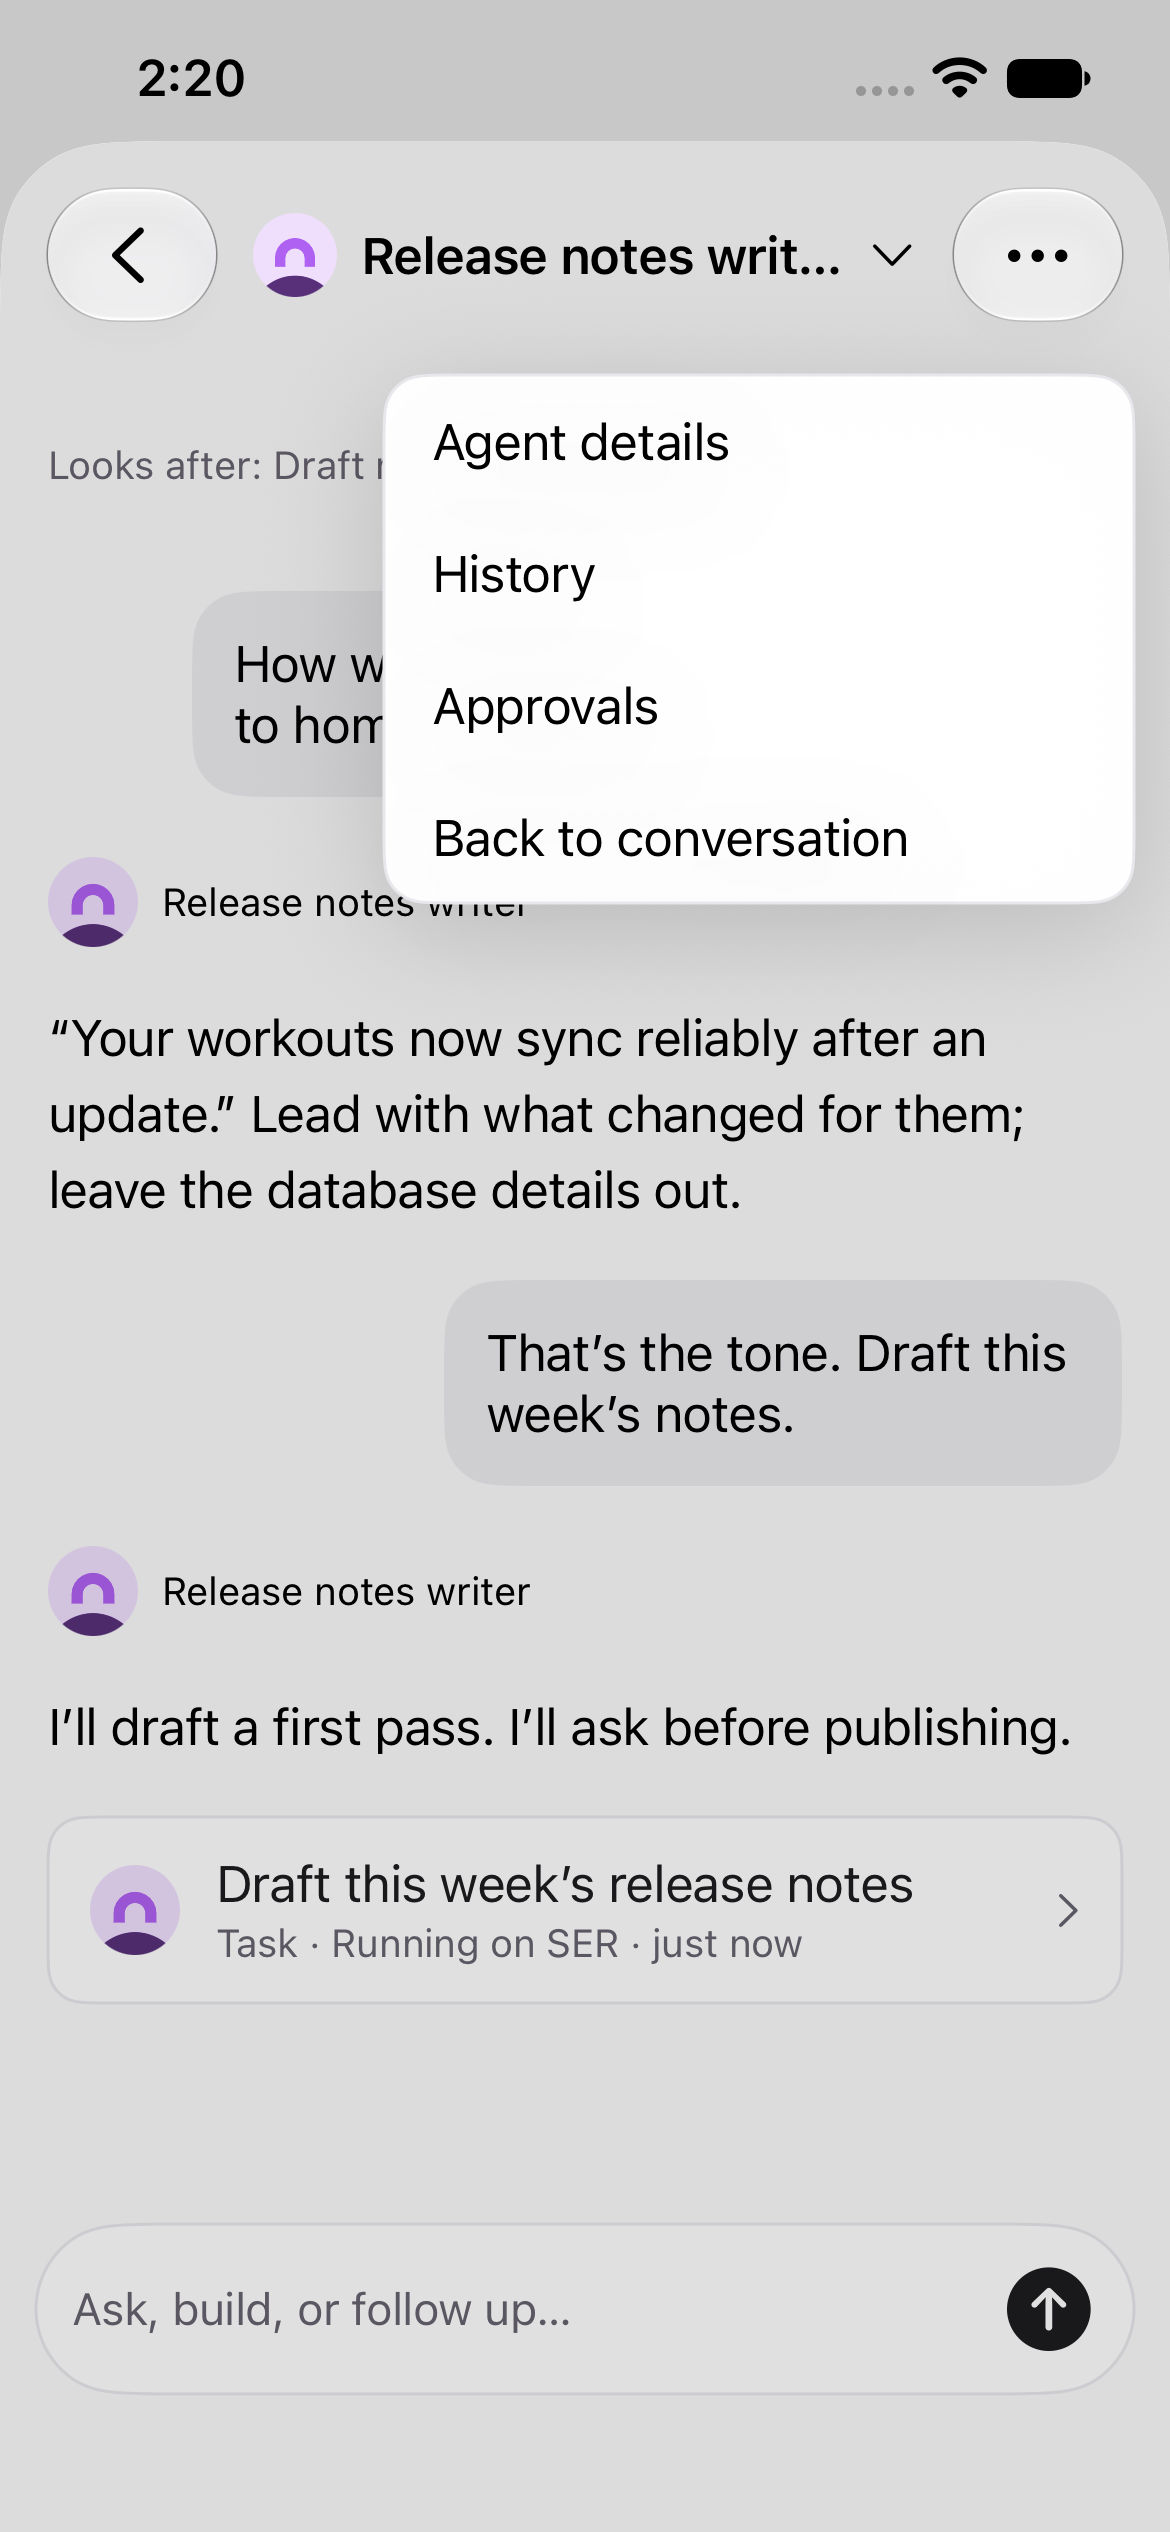 2:20
Release notes writ...
Agent details
Looks after: Draft
History
How
to
Approvals
Back to conversation
Release notes writer
“Your workouts now sync reliably after an
update.” Lead with what changed for them;
leave the database details out.
That’s the tone. Draft this
week’s notes.
Release notes writer
I’ll draft a first pass. I’ll ask before publishing.
Draft this week’s release notes
Task · Running on SER · just now
Ask, build, or follow up...